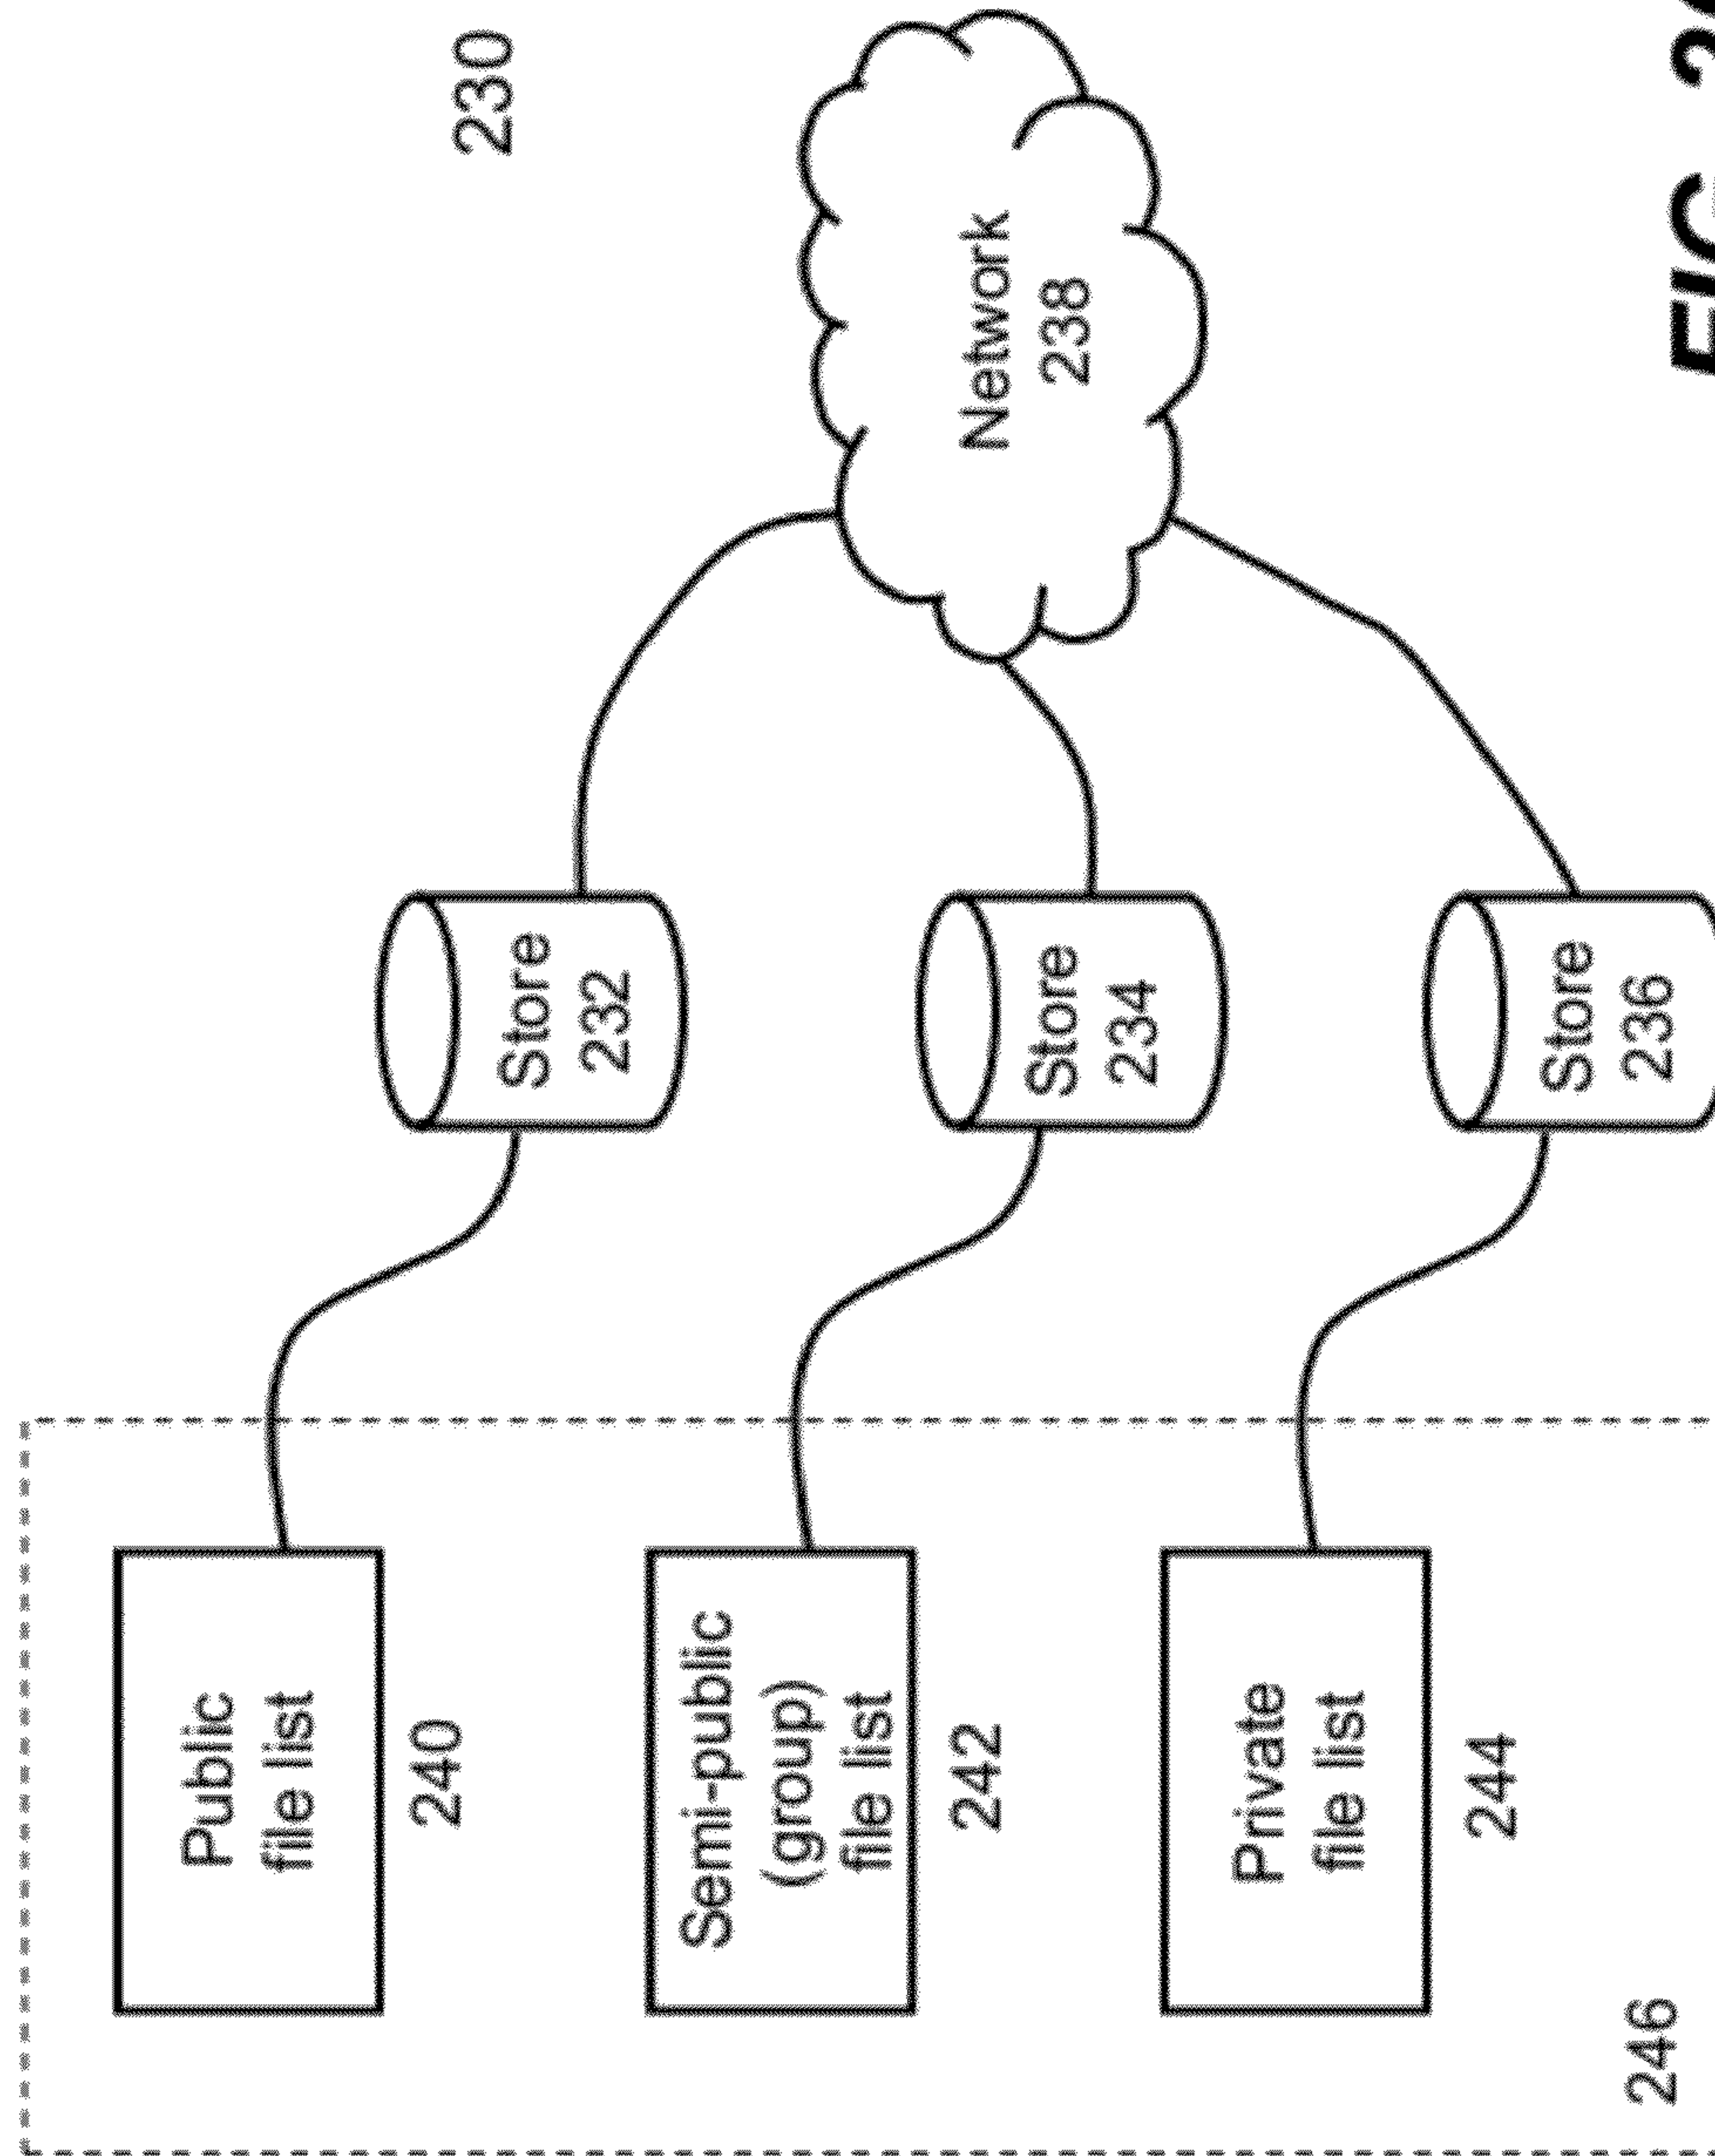 230
Public
file list
240
Store
232
Semi-public
(group)
file list
242
Store
234
Network
238
Private
file list
244
Store
236
246
FIG.